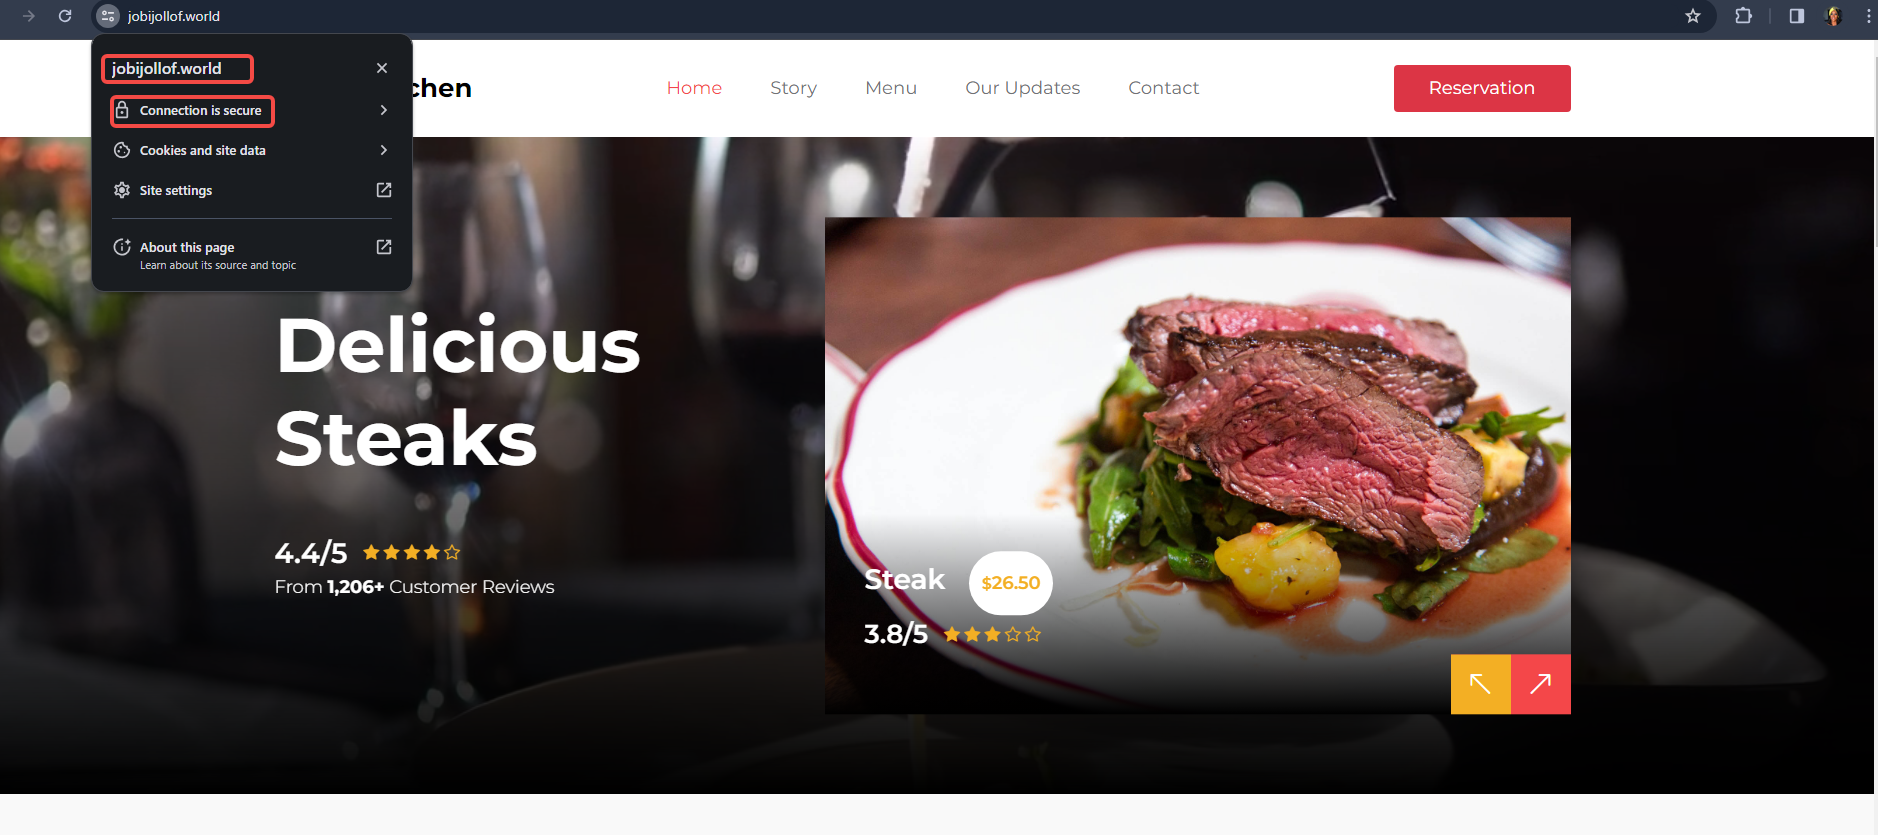 jobijollof.world
jobijollof.world
Connection is secure
Cookies and site data
Site settings
About this page
Learn about its source and topic
chen
Home
Story
Menu
Our Updates
Contact
Reservation
Delicious
Steaks
4.4/5
From 1,206+ Customer Reviews
Steak
$26.50
3.8/5